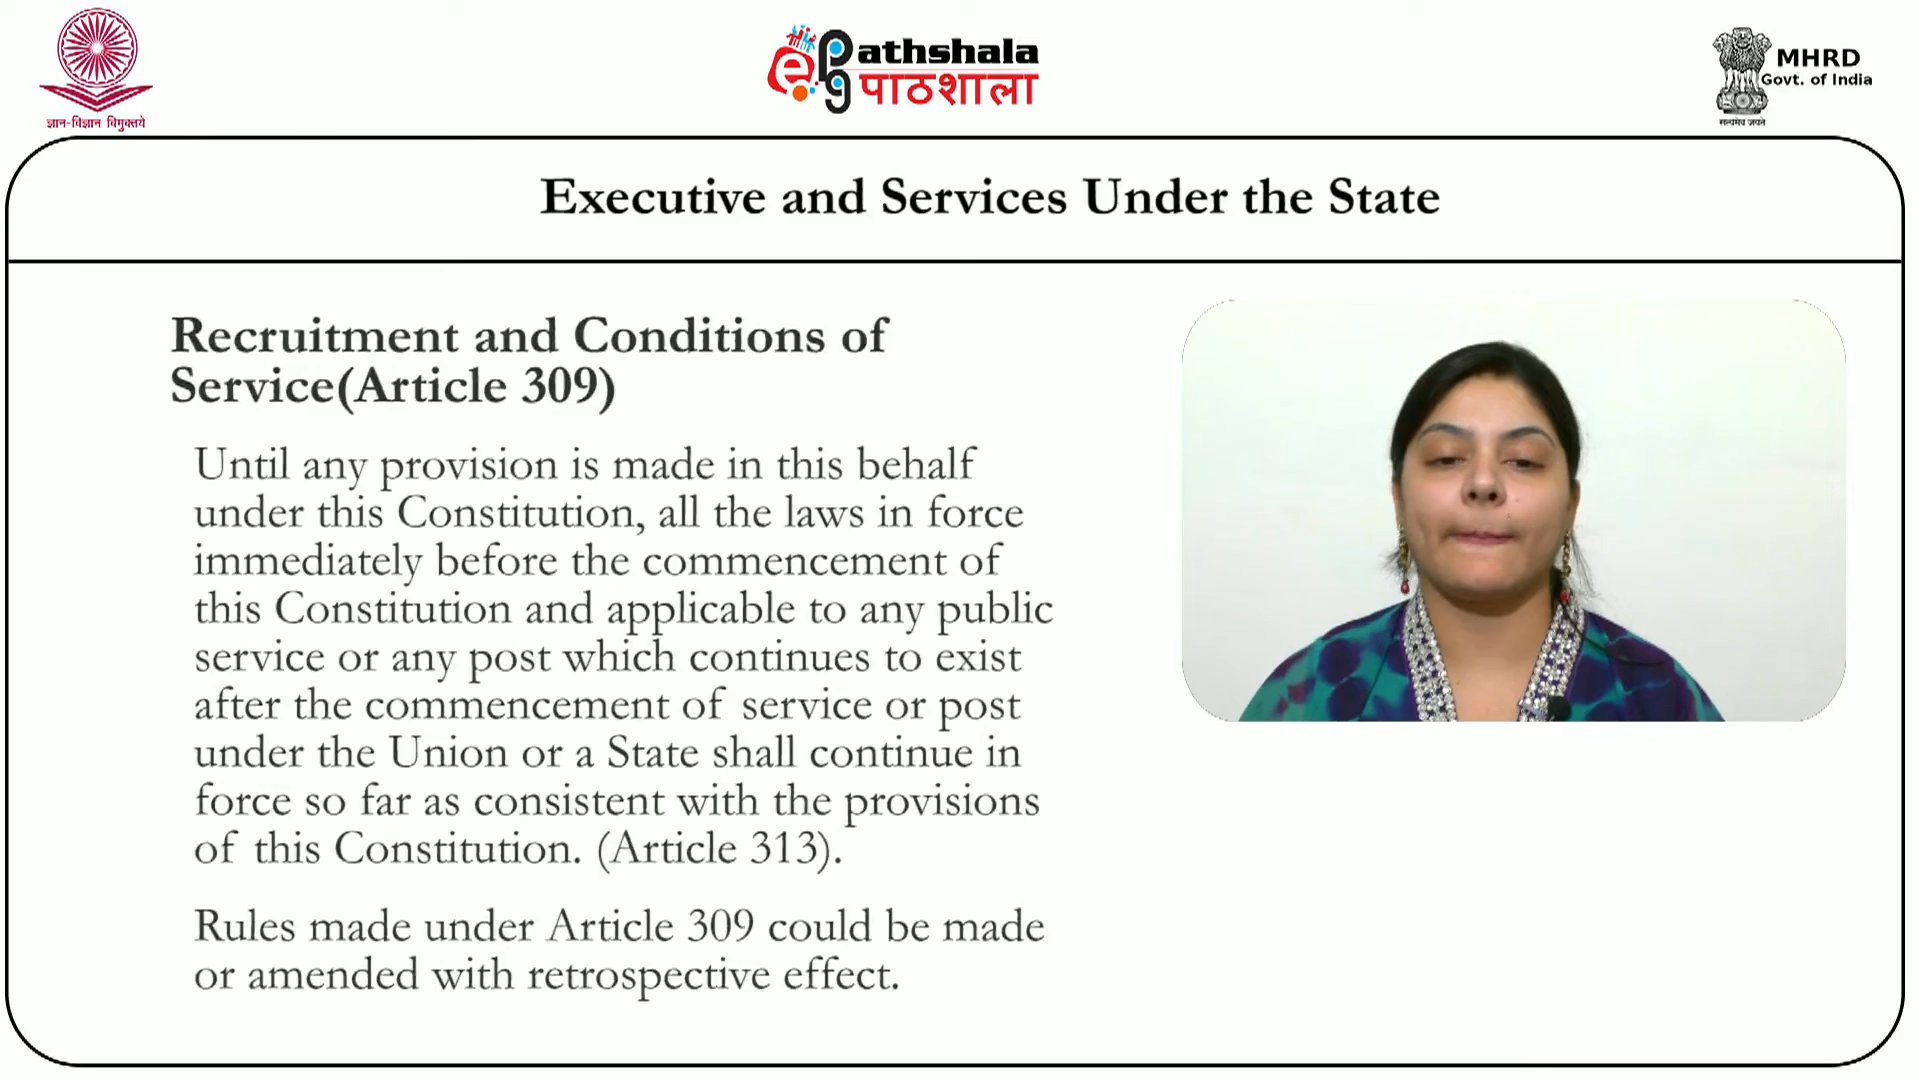 ज्ञान-विज्ञान विमुक्तये
ePathshala
पाठशाला
MHRD
Govt. of India
सत्यमेव जयते
Executive and Services Under the State
Recruitment and Conditions of
Service(Article 309)
Until any provision is made in this behalf
under this Constitution, all the laws in force
immediately before the commencement of
this Constitution and applicable to any public
service or any post which continues to exist
after the commencement of service or post
under the Union or a State shall continue in
force so far as consistent with the provisions
of this Constitution. (Article 313).
Rules made under Article 309 could be made
or amended with retrospective effect.